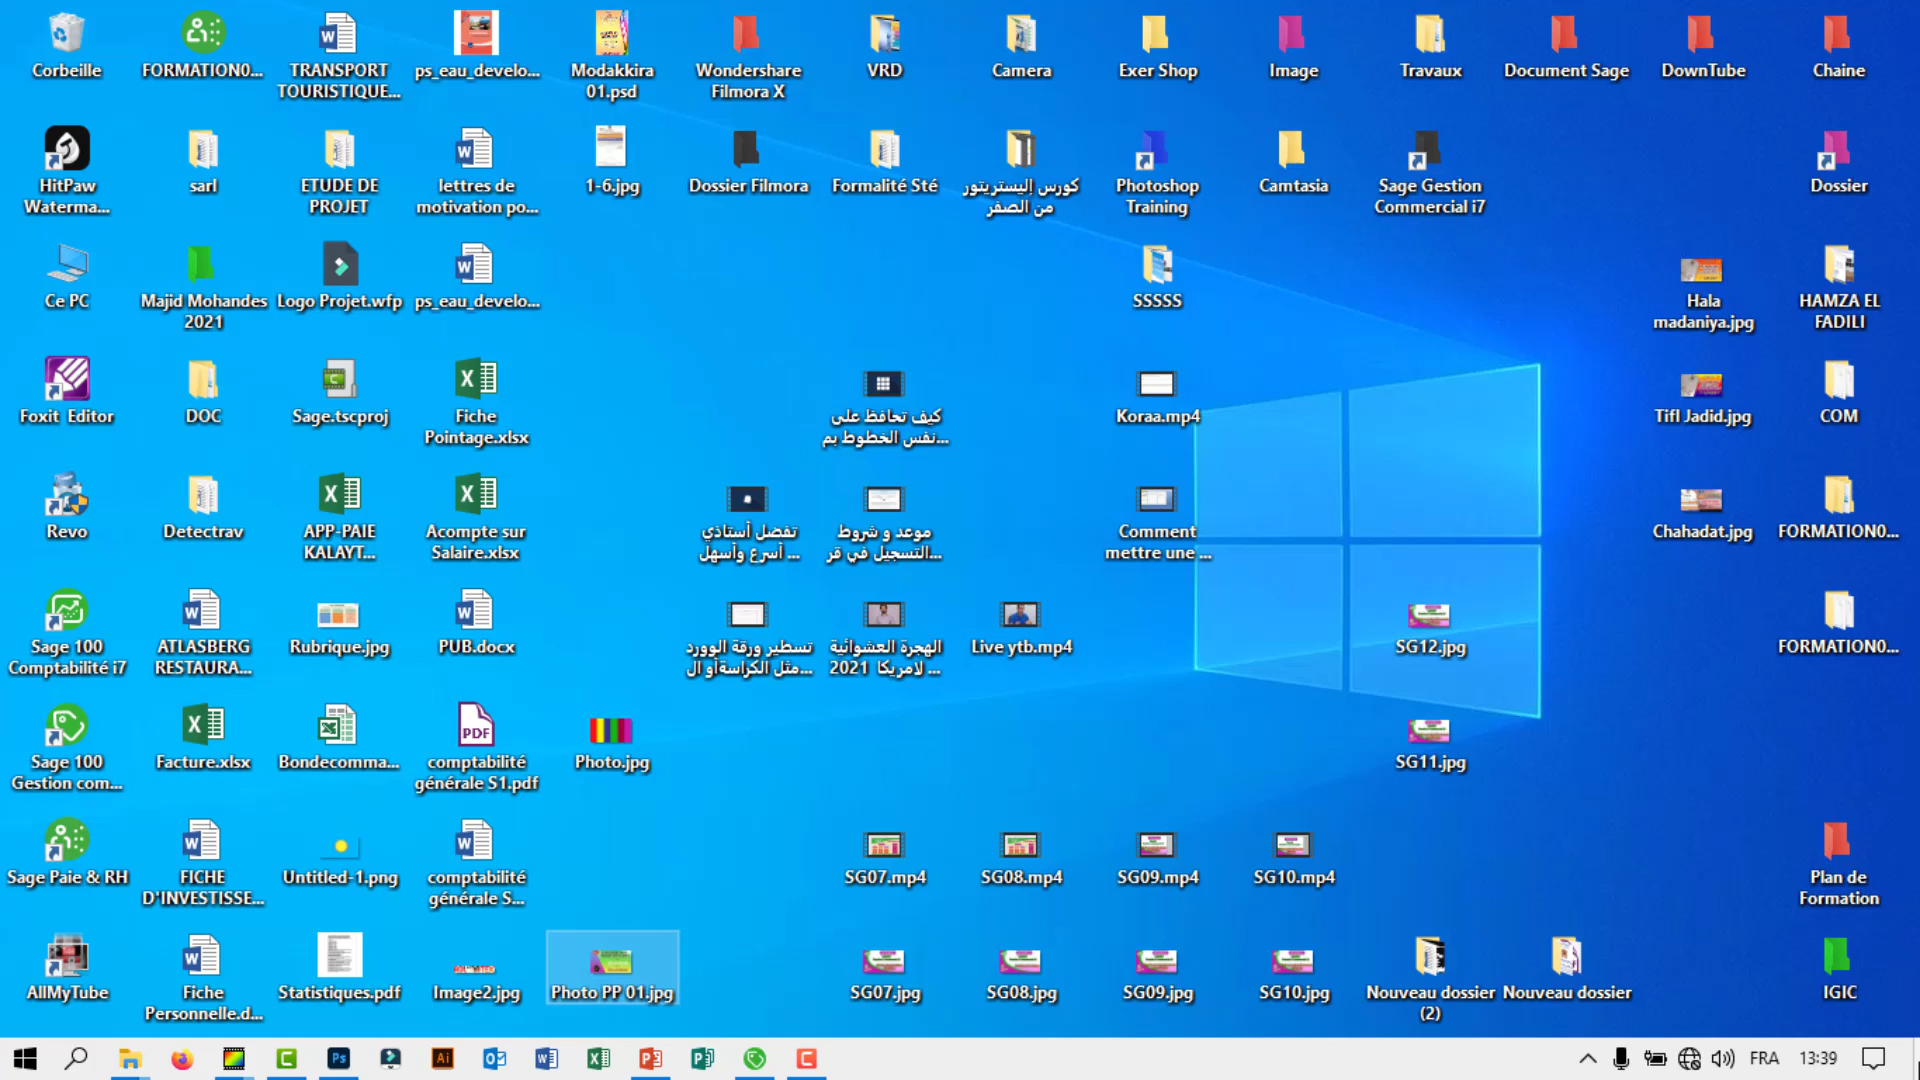 Corbeille
FORMATION0...
TRANSPORT
TOURISTIQUE...
ps_eau_develo...
Modakkira
01.psd
Wondershare
Filmora X
VRD
Camera
Exer Shop
Image
Travaux
Document Sage
DownTube
Chaine
HitPaw
Waterma...
sarl
ETUDE DE
PROJET
lettres de
motivation po...
1-6.jpg
Dossier Filmora
Formalité Sté
كورس إليستريتور
من الصفر
Photoshop
Training
Camtasia
Sage Gestion
Commercial i7
Dossier
Ce PC
Majid Mohandes
2021
Logo Projet.wfp
ps_eau_develo...
SSSSS
Hala
madaniya.jpg
HAMZA EL
FADILI
Foxit Editor
DOC
Sage.tscproj
Fiche
Pointage.xlsx
كيف تحافظ على
نفس الخطوط بم...
Koraa.mp4
Tifl Jadid.jpg
COM
Revo
Detectrav
APP-PAIE
KALAYT...
Acompte sur
Salaire.xlsx
تفضل أستاذي
أسرع وأسهل ...
موعد و شروط
التسجيل في قر...
Comment
mettre une ...
Chahadat.jpg
FORMATION0...
Sage 100
Comptabilité i7
ATLASBERG
RESTAURA...
Rubrique.jpg
PUB.docx
تسطير ورقة الوورد
مثل الكراسةأو ال...
الهجرة العشوائية
لامريكا 2021 ...
Live ytb.mp4
SG12.jpg
FORMATION0...
Sage 100
Gestion com...
Facture.xlsx
Bondecomma...
PDF
comptabilité
générale S1.pdf
Photo.jpg
SG11.jpg
Sage Paie & RH
FICHE
D'INVESTISSE...
Untitled-1.png
comptabilité
générale S...
SG07.mp4
SG08.mp4
SG09.mp4
SG10.mp4
Plan de
Formation
AllMyTube
Fiche
Personnelle.d...
Statistiques.pdf
Image2.jpg
Photo PP 01.jpg
SG07.jpg
SG08.jpg
SG09.jpg
SG10.jpg
Nouveau dossier
(2)
Nouveau dossier
IGIC
Ps
Ai
FRA
13:39